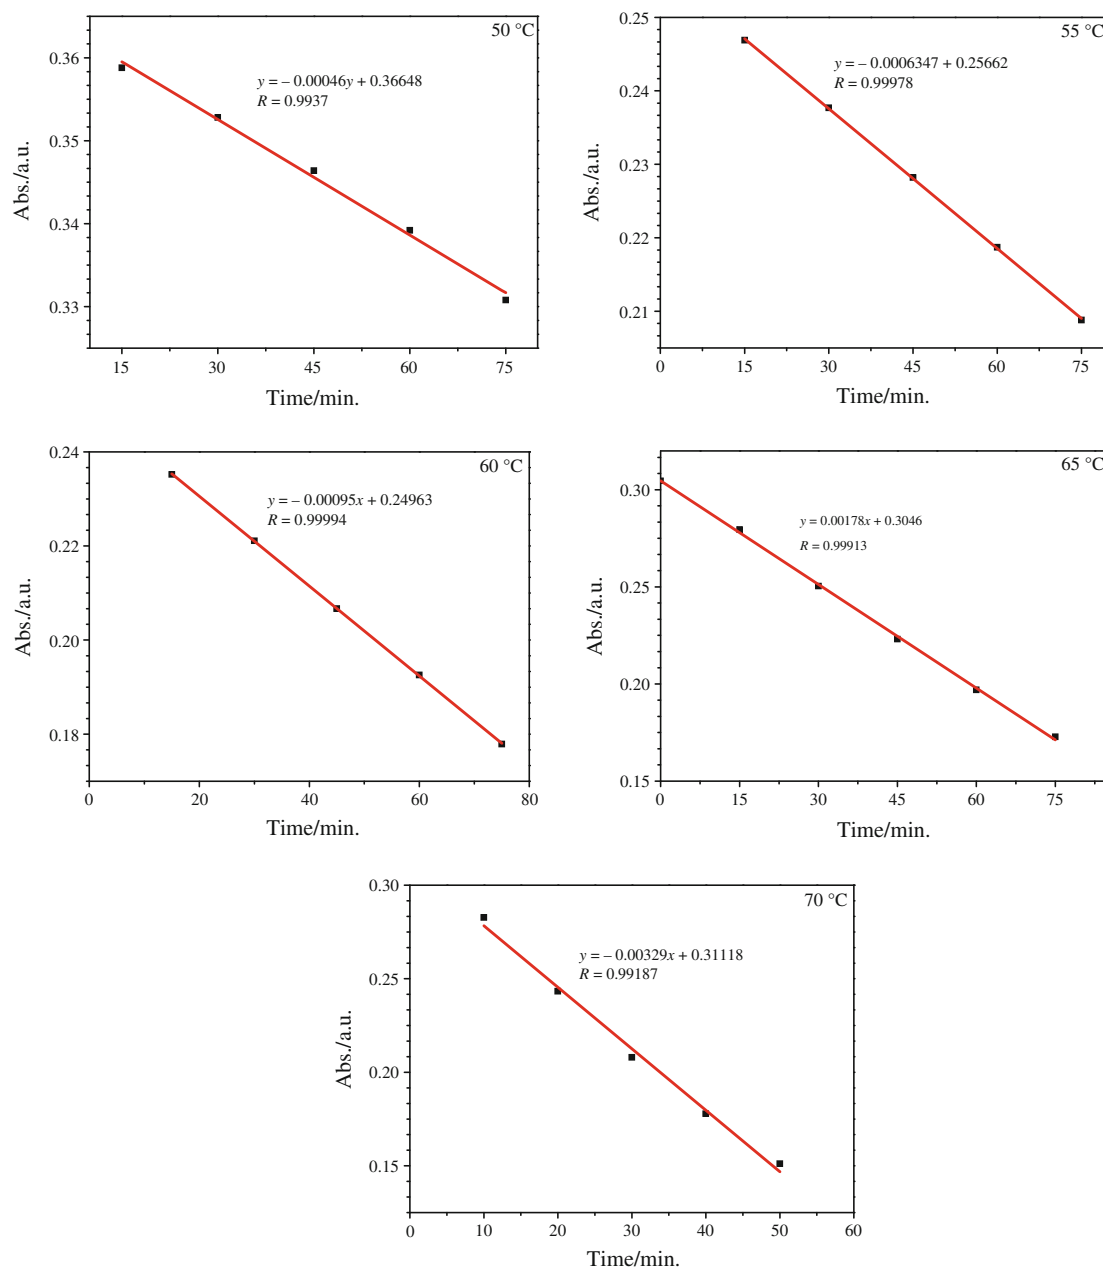 50 °C
y = – 0.00046y + 0.36648
R = 0.9937
0.36
0.35
0.34
0.33
Abs./a.u.
15 30 45 60 75
Time/min.
55 °C
y = – 0.0006347 + 0.25662
R = 0.99978
0.25
0.24
0.23
0.22
0.21
Abs./a.u.
0 15 30 45 60 75
Time/min.
60 °C
y = – 0.00095x + 0.24963
R = 0.99994
0.24
0.22
0.20
0.18
Abs./a.u.
0 20 40 60 80
Time/min.
65 °C
y = 0.00178x + 0.3046
R = 0.99913
0.30
0.25
0.20
0.15
Abs./a.u.
0 15 30 45 60 75
Time/min.
70 °C
y = – 0.00329x + 0.31118
R = 0.99187
0.30
0.25
0.20
0.15
Abs./a.u.
0 10 20 30 40 50 60
Time/min.